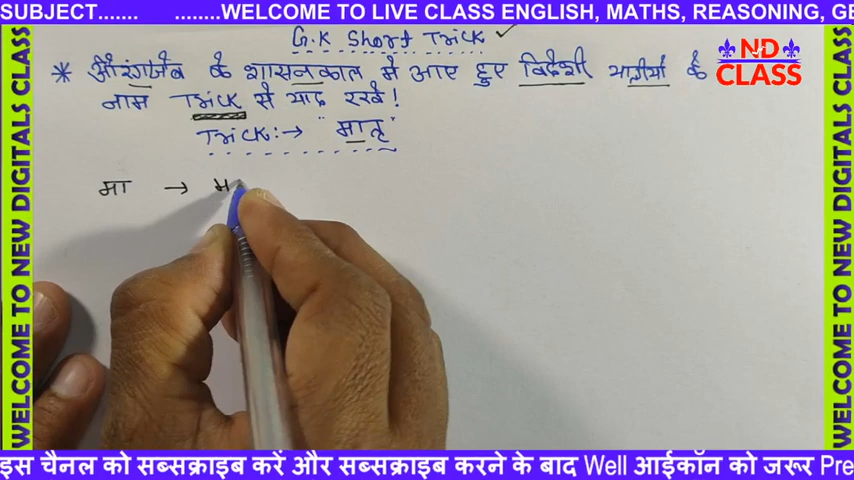 SUBJECT....... ........WELCOME TO LIVE CLASS ENGLISH, MATHS, REASONING, GE
G.K Short Trick ✓
* औरंगजेब के शासनकाल मे आए हुए विदेशी यात्रीयों के
नाम Trick से याद रखे!
Trick:→ "मातृ"
मा → म
ND
CLASS
WELCOME TO NEW DIGITALS CLASS
WELCOME TO NEW DIGITALS CLASS
इस चैनल को सब्सक्राइब करें और सब्सक्राइब करने के बाद Well आईकॉन को जरूर Pre